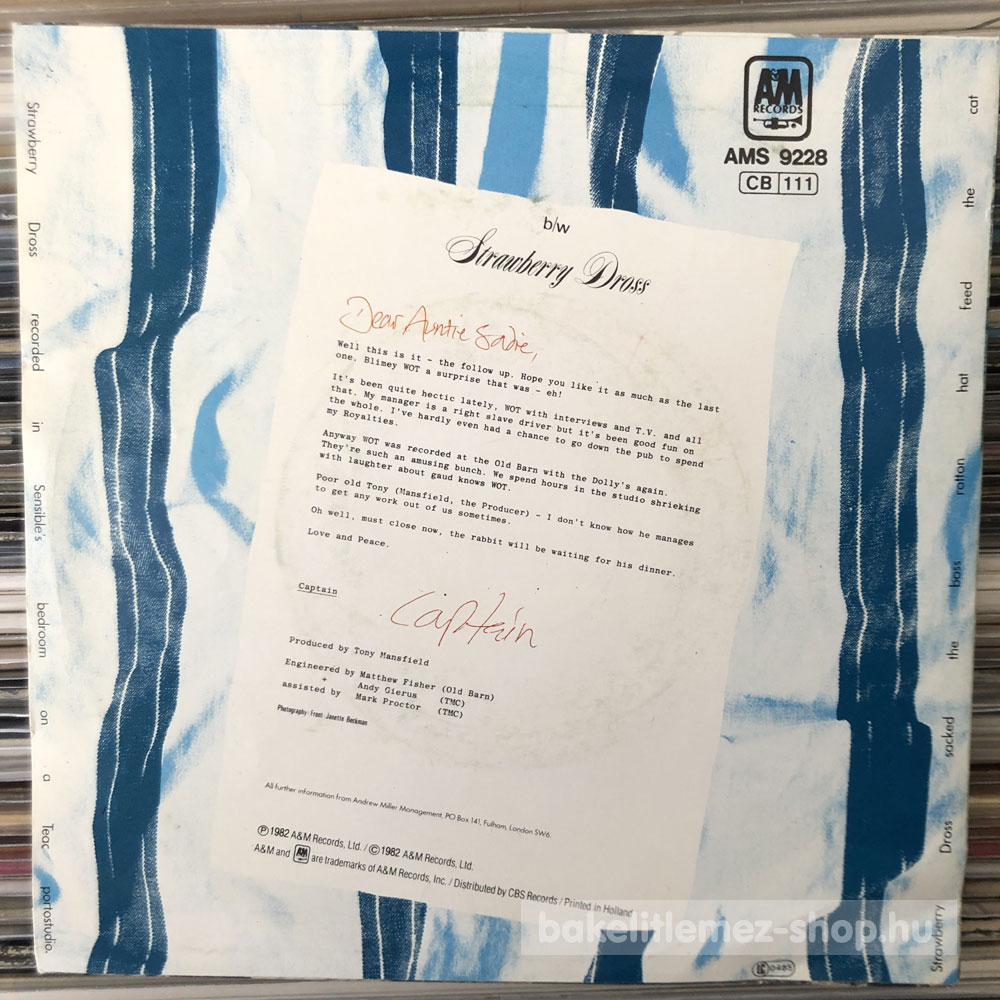 A&M
RECORDS
AMS 9228
CB 111
b/w
Strawberry Dross
Dear Auntie Sadie,
Well this is it - the follow up. Hope you like it as much as the last
one. Blimey WOT a surprise that was - eh!
It's been quite hectic lately, WOT with interviews and T.V. and all
that. My manager is a right slave driver but it's been good fun on
the whole. I've hardly even had a chance to go down the pub to spend
my Royalties.
Anyway WOT was recorded at the Old Barn with the Dolly's again.
They're such an amusing bunch. We spend hours in the studio shrieking
with laughter about gaud knows WOT.
Poor old Tony (Mansfield, the Producer) - I don't know how he manages
to get any work out of us sometimes.
Oh well, must close now, the rabbit will be waiting for his dinner.
Love and Peace.
Captain
Captain
Produced by Tony Mansfield
Engineered by Matthew Fisher (Old Barn)
+ Andy Gierus (TMC)
assisted by Mark Proctor (TMC)
Photography: Front Janette Beckman
All further information from Andrew Miller Management, PO Box 141, Fulham, London SW6.
Ⓟ1982 A&M Records, Ltd. / ©1982 A&M Records, Ltd.
A&M and A&M are trademarks of A&M Records, Inc. / Distributed by CBS Records / Printed in Holland
Strawberry Dross recorded in Sensible's bedroom on a Teac portostudio.
Strawberry Dross sacked the boss ratton hat feed the cat
LC 0485
bakelitlemez-shop.hu